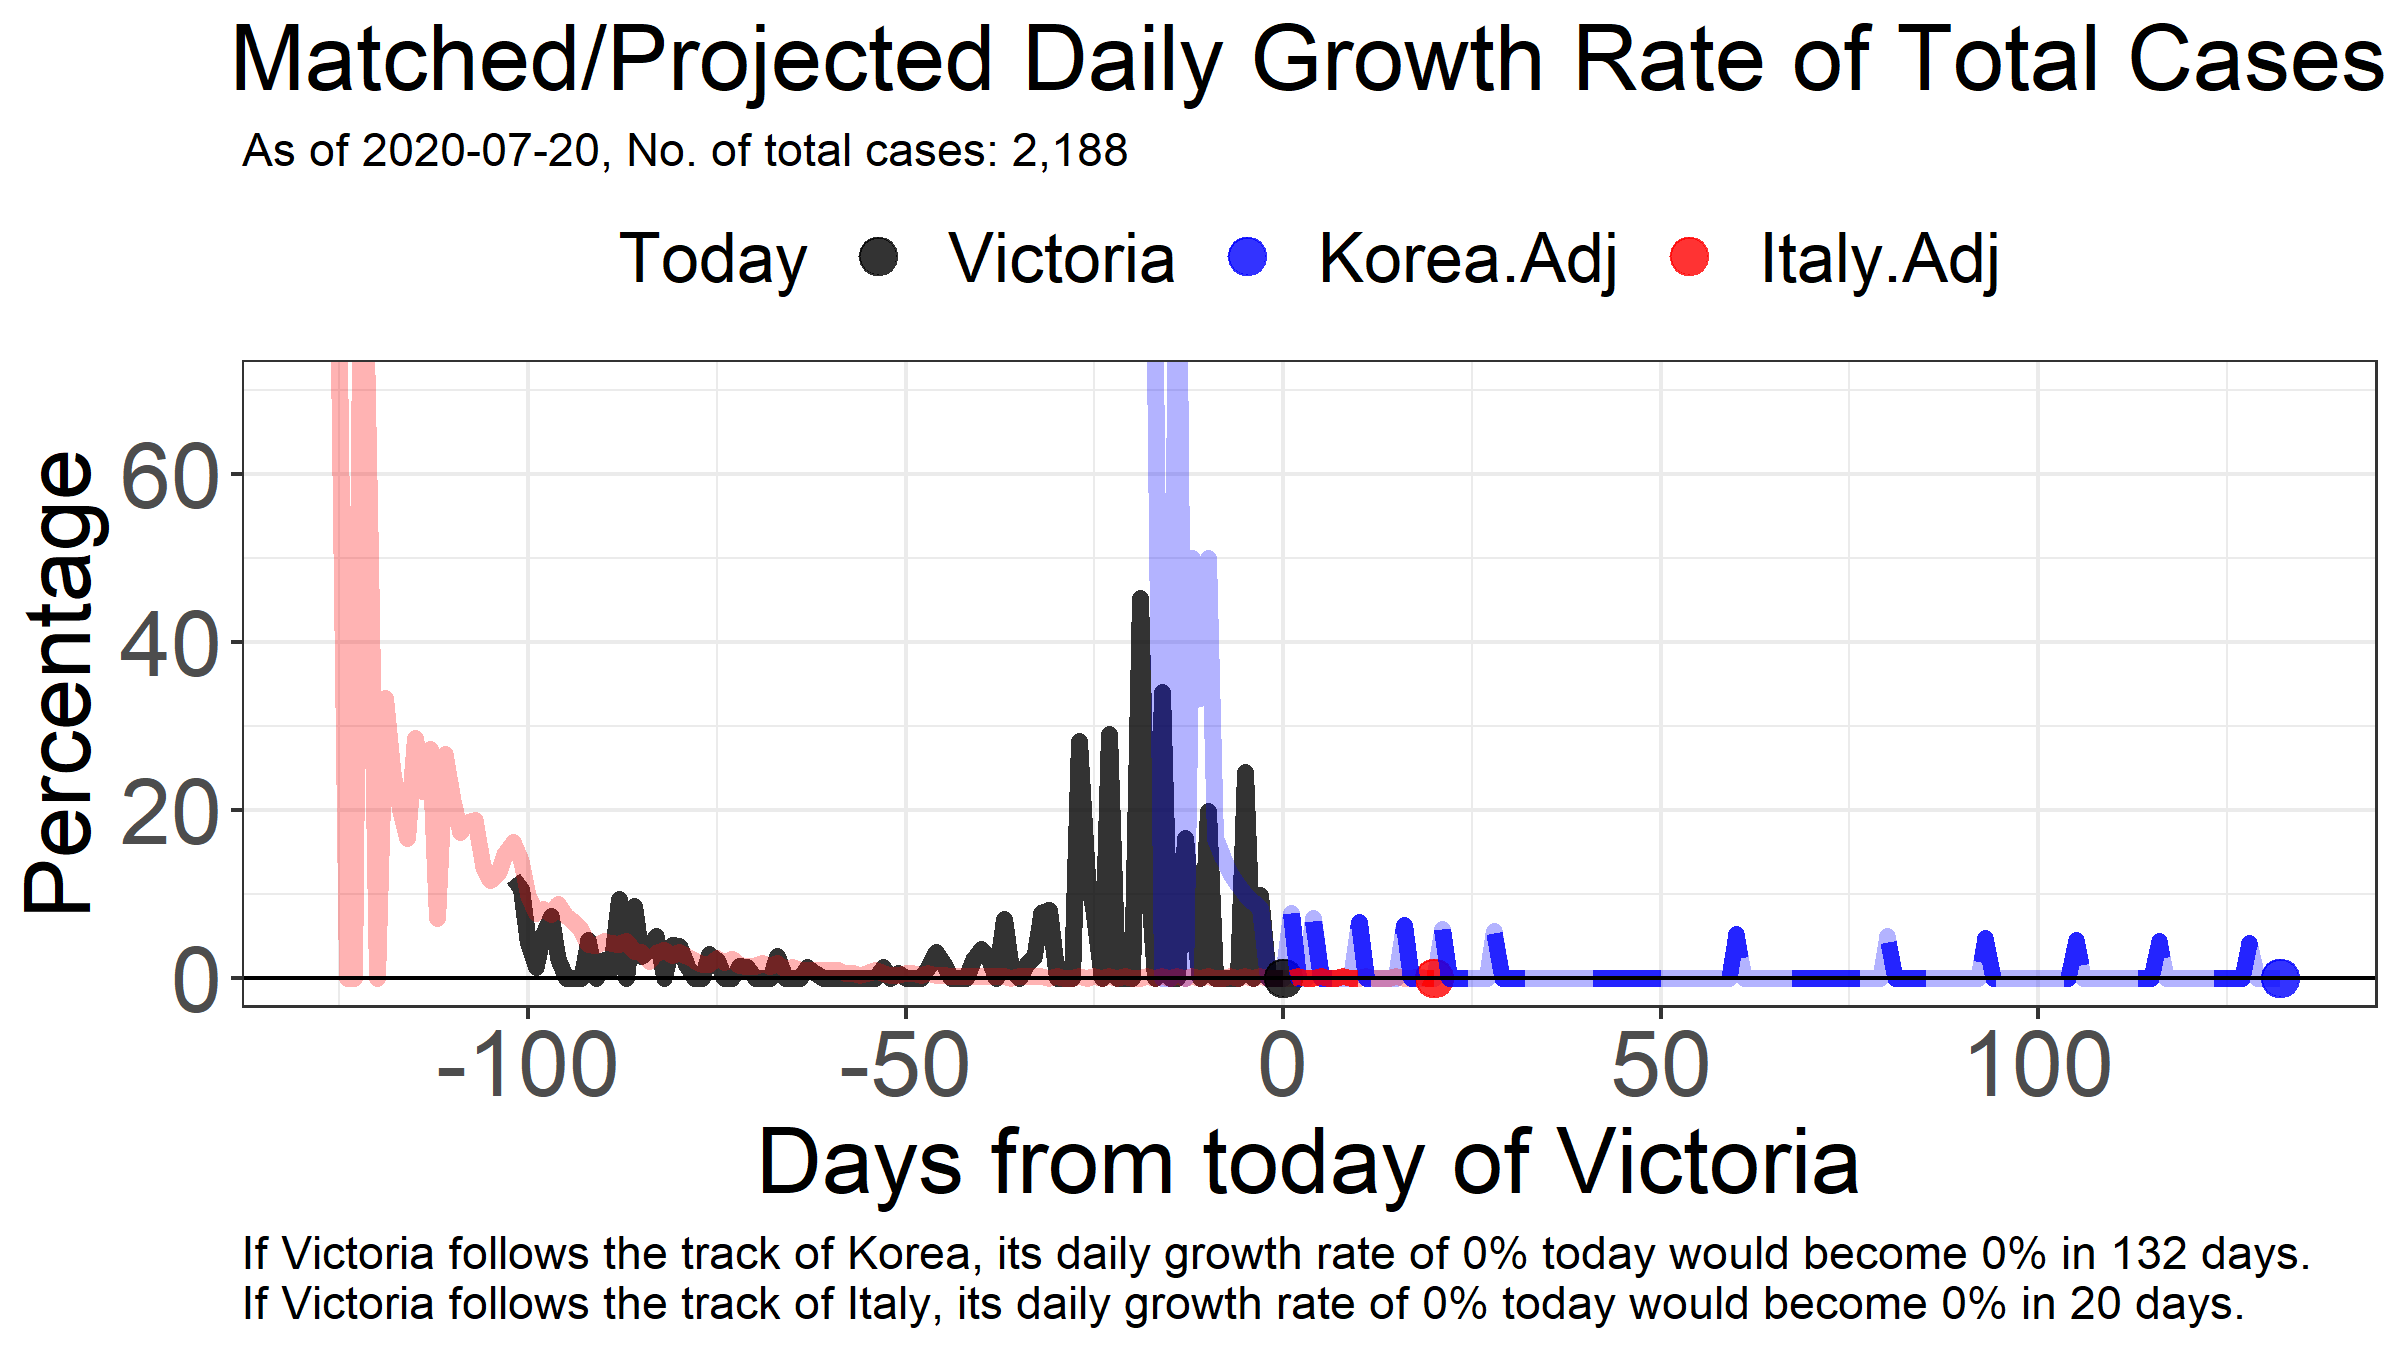 Matched/Projected Daily Growth Rate of Total Cases
As of 2020-07-20, No. of total cases: 2,188
Today Victoria Korea.Adj Italy.Adj
Percentage
60
40
20
0
-100 -50 0 50 100
Days from today of Victoria
If Victoria follows the track of Korea, its daily growth rate of 0% today would become 0% in 132 days.
If Victoria follows the track of Italy, its daily growth rate of 0% today would become 0% in 20 days.